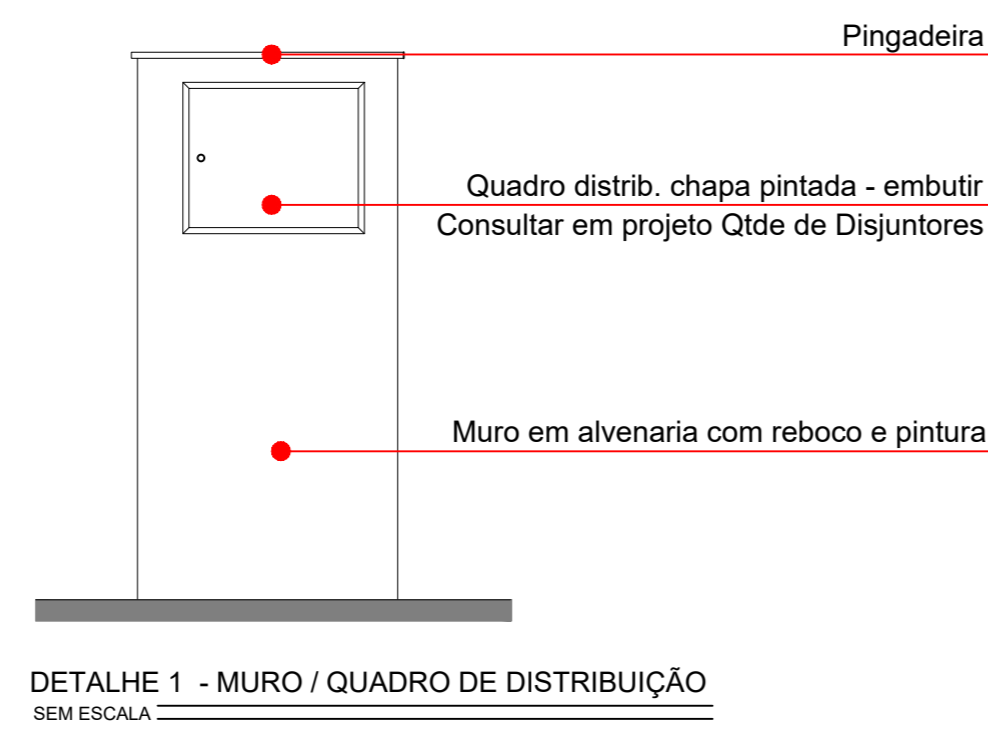 Pingadeira
Quadro distrib. chapa pintada - embutir
Consultar em projeto Qtde de Disjuntores
Muro em alvenaria com reboco e pintura
DETALHE 1 - MURO / QUADRO DE DISTRIBUIÇÃO
SEM ESCALA